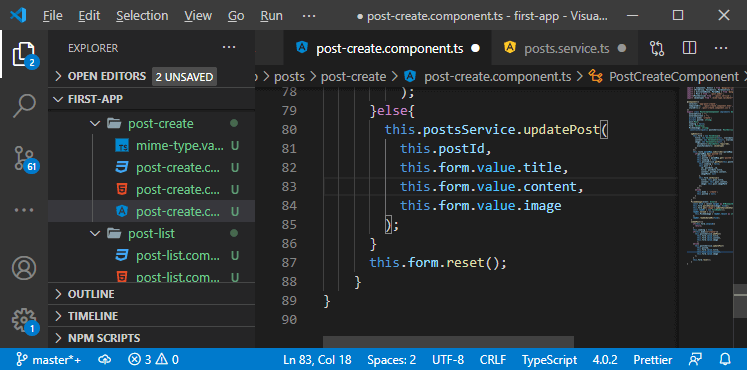 File Edit View Go Run ··· ● post-create.component.ts - first-app - Visua...
EXPLORER
post-create.component.ts ●
posts.service.ts ●
OPEN EDITORS 2 UNSAVED
FIRST-APP
post-create
mime-type.va... U
post-create.c... U
post-create.c... U
post-create.c... U
post-list
post-list.com... U
post-list.com... U
OUTLINE
TIMELINE
NPM SCRIPTS
2
61
1
› posts › post-create › post-create.component.ts › PostCreateComponent ›
78 );
79 }else{
80 this.postsService.updatePost(
81 this.postId,
82 this.form.value.title,
83 this.form.value.content,
84 this.form.value.image
85 );
86 }
87 this.form.reset();
88 }
89 }
90
master*+ 3 0 Ln 83, Col 18 Spaces: 2 UTF-8 CRLF TypeScript 4.0.2 Prettier